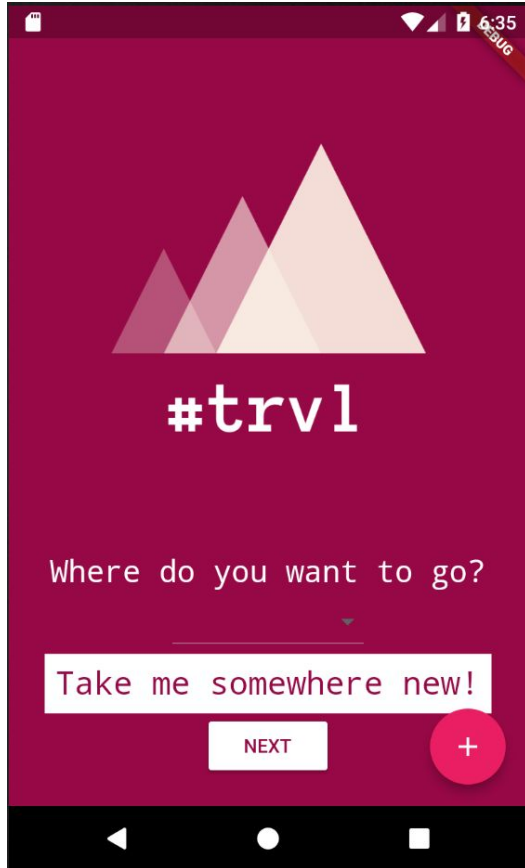 6:35
DEBUG
#trvl
Where do you want to go?
Take me somewhere new!
NEXT
+